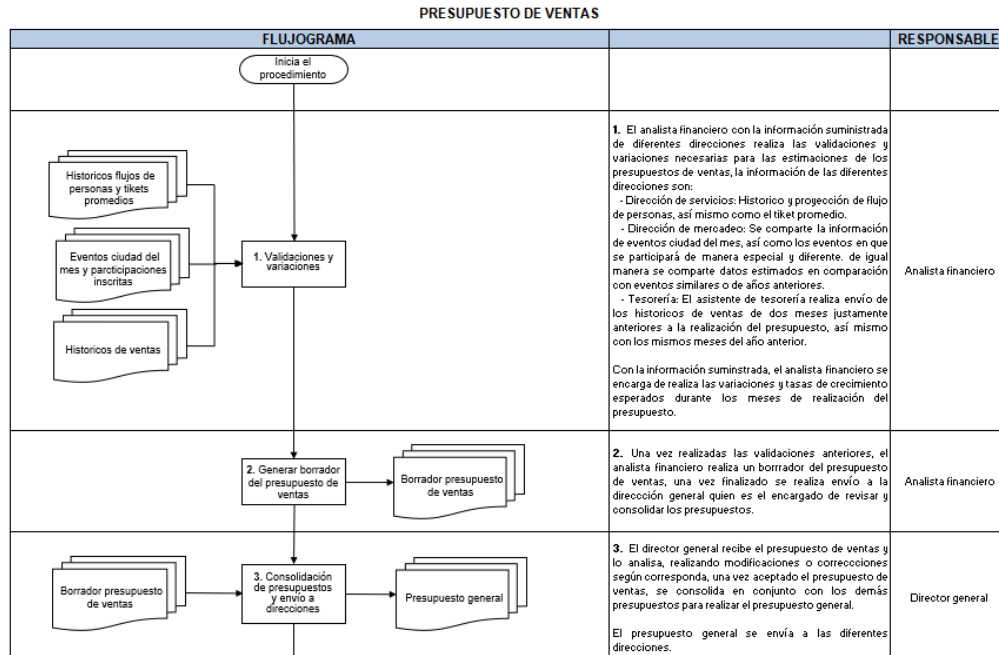 PRESUPUESTO DE VENTAS
FLUJOGRAMA
RESPONSABLE
Inicia el
procedimiento
Historicos flujos de
personas y tikets
promedios
Eventos ciudad del
mes y parcticipaciones
inscritas
Historicos de ventas
1. Validaciones y
variaciones
1. El analista financiero con la información suministrada
de diferentes direcciones realiza las validaciones y
variaciones necesarias para las estimaciones de los
presupuestos de ventas, la información de las diferentes
direcciones son:
- Dirección de servicios: Historico y proyección de flujo
de personas, así mismo como el tiket promedio.
- Dirección de mercadeo: Se comparte la información
de eventos ciudad del mes, así como los eventos en que
se participará de manera especial y diferente. de igual
manera se comparte datos estimados en comparación
con eventos similares o de años anteriores.
- Tesorería: El asistente de tesorería realiza envío de
los historicos de ventas de dos meses justamente
anteriores a la realización del presupuesto, así mismo
con los mismos meses del año anterior.
Con la información suminstrada, el analista financiero se
encarga de realiza las variaciones y tasas de crecimiento
esperados durante los meses de realización del
presupuesto.
Analista financiero
2. Generar borrador
del presupuesto de
ventas
Borrador presupuesto
de ventas
2. Una vez realizadas las validaciones anteriores, el
analista financiero realiza un borrrador del presupuesto
de ventas, una vez finalizado se realiza envío a la
direccción general quien es el encargado de revisar y
consolidar los presupuestos.
Analista financiero
Borrador presupuesto
de ventas
3. Consolidación
de presupuestos
y envío a
direcciones
Presupuesto general
3. El director general recibe el presupuesto de ventas y
lo analisa, realizando modificaciones o correccciones
según corresponda, una vez aceptado el presupuesto de
ventas, se consolida en conjunto con los demás
presupuestos para realizar el presupuesto general.
El presupuesto general se envía a las diferentes
direcciones.
Director general